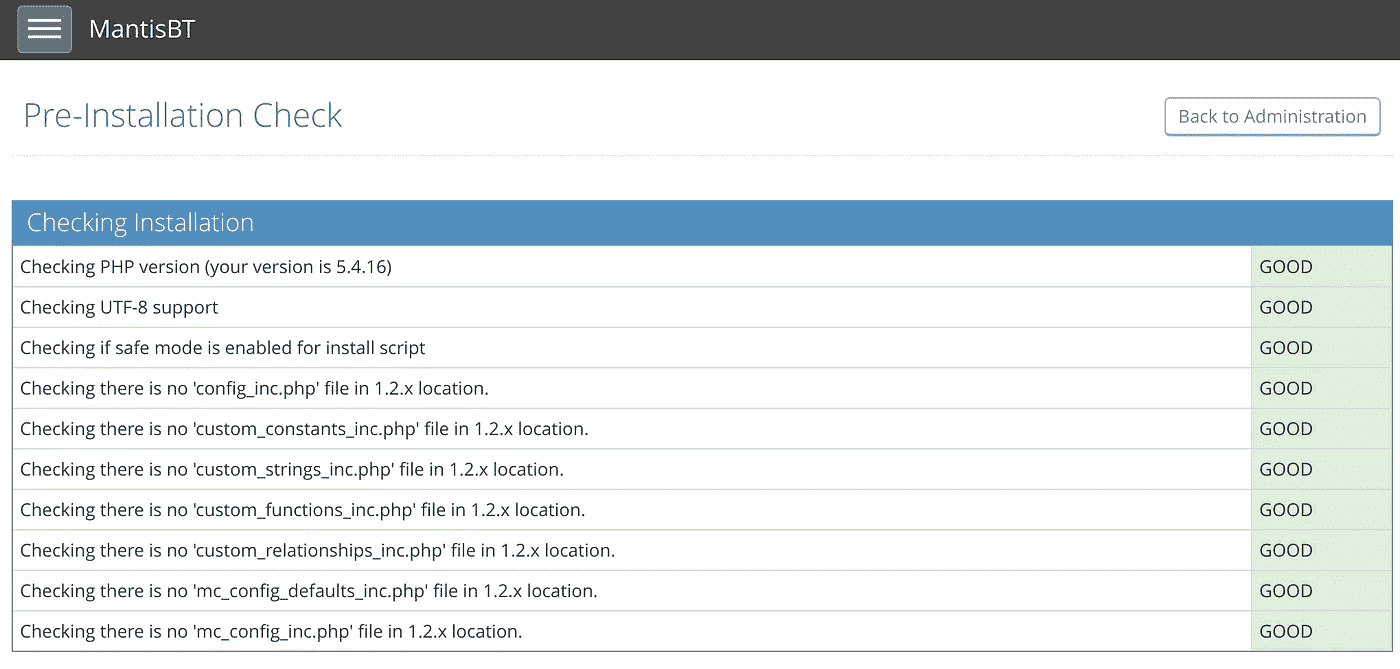 MantisBT
Pre-Installation Check
Back to Administration
Checking Installation
Checking PHP version (your version is 5.4.16) GOOD
Checking UTF-8 support GOOD
Checking if safe mode is enabled for install script GOOD
Checking there is no 'config_inc.php' file in 1.2.x location. GOOD
Checking there is no 'custom_constants_inc.php' file in 1.2.x location. GOOD
Checking there is no 'custom_strings_inc.php' file in 1.2.x location. GOOD
Checking there is no 'custom_functions_inc.php' file in 1.2.x location. GOOD
Checking there is no 'custom_relationships_inc.php' file in 1.2.x location. GOOD
Checking there is no 'mc_config_defaults_inc.php' file in 1.2.x location. GOOD
Checking there is no 'mc_config_inc.php' file in 1.2.x location. GOOD